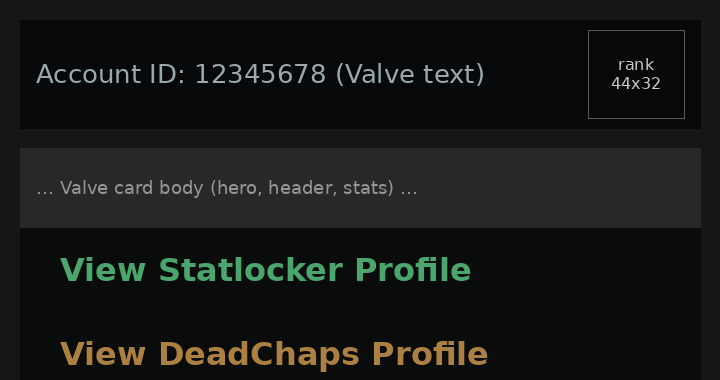 Account ID: 12345678 (Valve text)
rank
44x32
... Valve card body (hero, header, stats) ...
View Statlocker Profile
View DeadChaps Profile